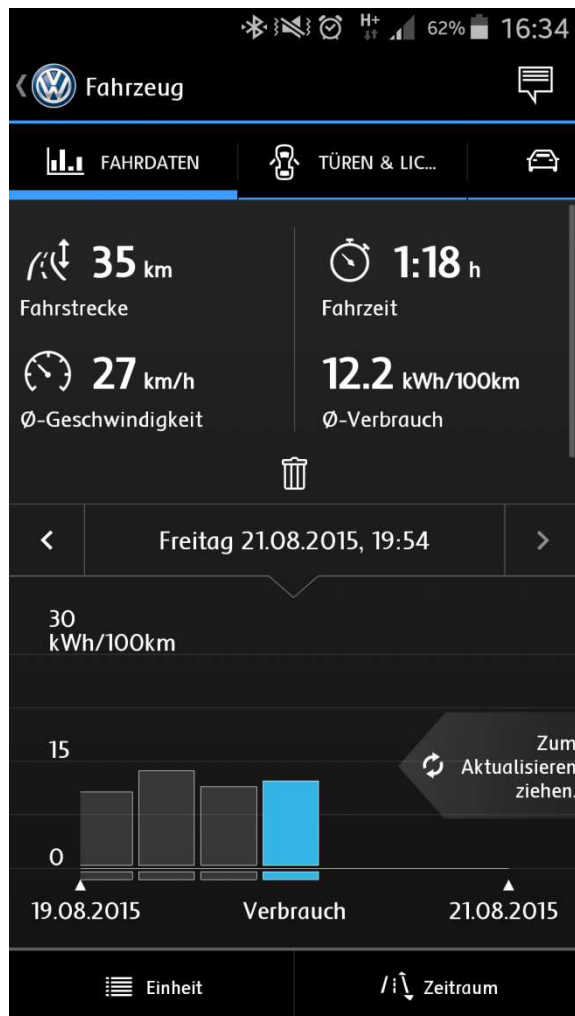 H+ 62% 16:34
Fahrzeug
FAHRDATEN TÜREN & LIC...
35 km 1:18 h
Fahrstrecke Fahrzeit
27 km/h 12.2 kWh/100km
Ø-Geschwindigkeit Ø-Verbrauch
Freitag 21.08.2015, 19:54
30
kWh/100km
15
Zum
Aktualisieren
ziehen.
0
19.08.2015 Verbrauch 21.08.2015
Einheit Zeitraum